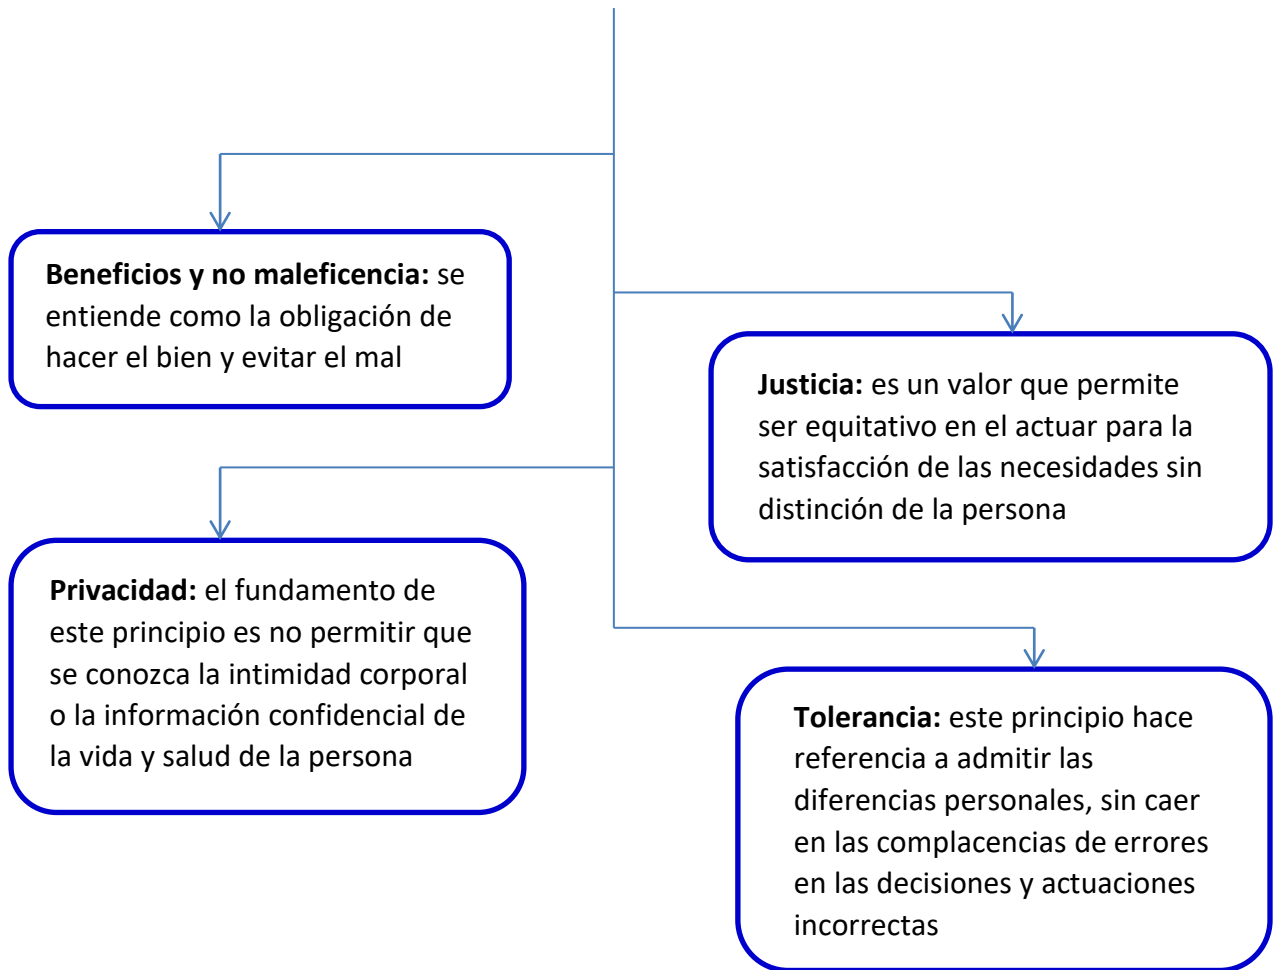 Beneficios y no maleficencia: se
entiende como la obligación de
hacer el bien y evitar el mal
Justicia: es un valor que permite
ser equitativo en el actuar para la
satisfacción de las necesidades sin
distinción de la persona
Privacidad: el fundamento de
este principio es no permitir que
se conozca la intimidad corporal
o la información confidencial de
la vida y salud de la persona
Tolerancia: este principio hace
referencia a admitir las
diferencias personales, sin caer
en las complacencias de errores
en las decisiones y actuaciones
incorrectas